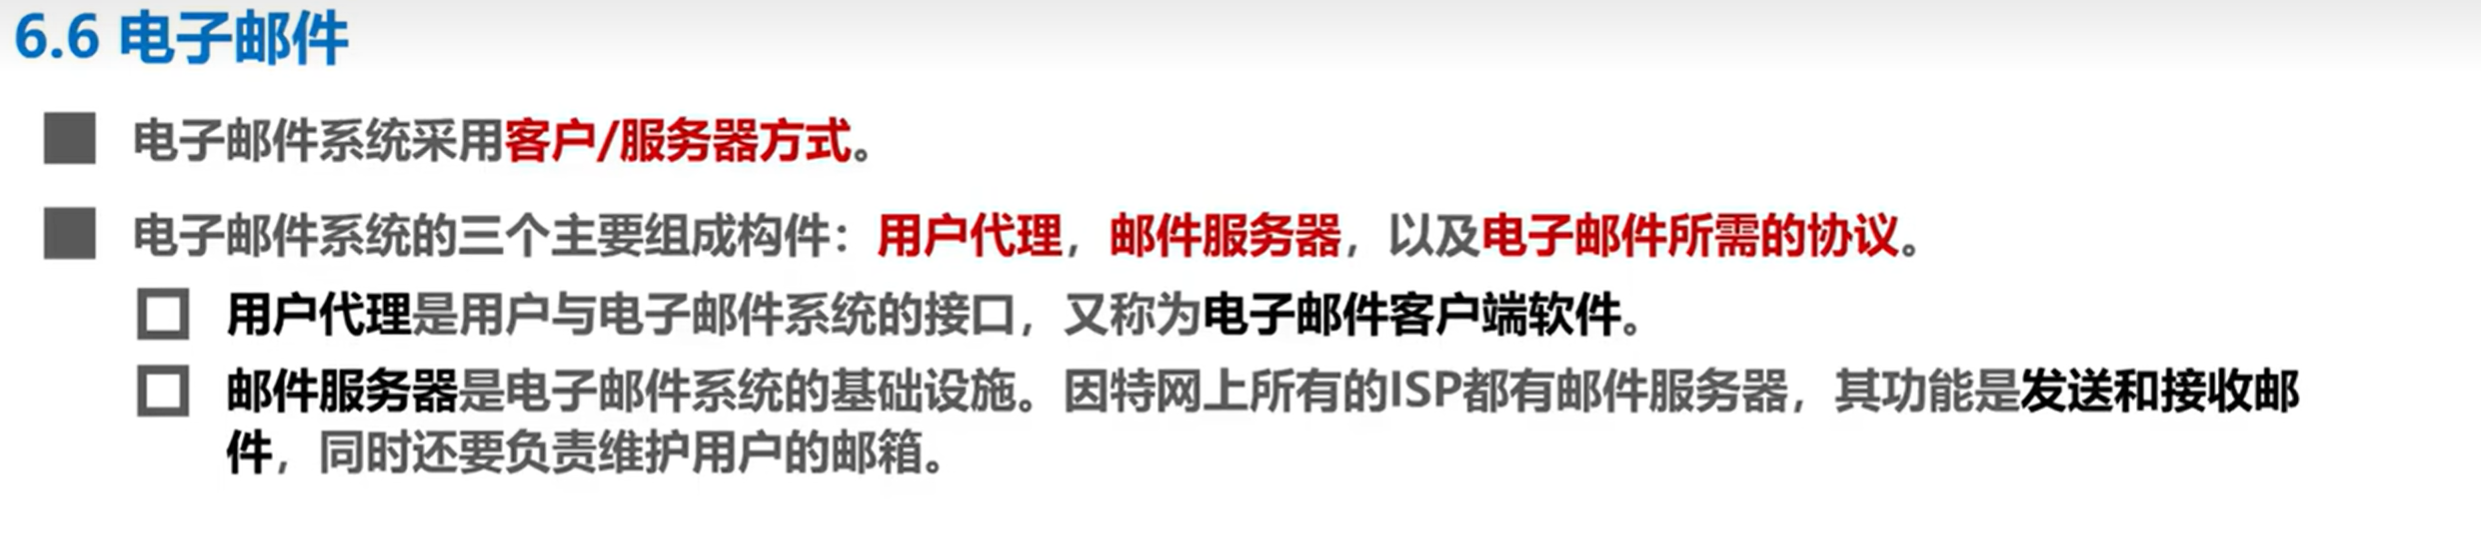 6.6 电子邮件
电子邮件系统采用客户/服务器方式。
电子邮件系统的三个主要组成构件：用户代理，邮件服务器，以及电子邮件所需的协议。
用户代理是用户与电子邮件系统的接口，又称为电子邮件客户端软件。
邮件服务器是电子邮件系统的基础设施。因特网上所有的ISP都有邮件服务器，其功能是发送和接收邮
件，同时还要负责维护用户的邮箱。